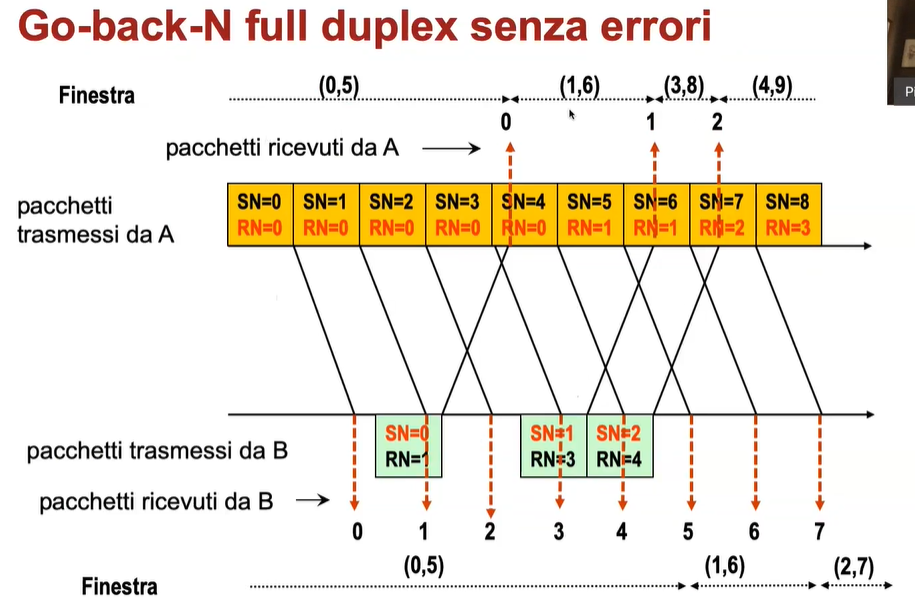 Go-back-N full duplex senza errori
Finestra (0,5) (1,6) (3,8) (4,9)
0 1 2
pacchetti ricevuti da A
pacchetti trasmessi da A
SN=0 SN=1 SN=2 SN=3 SN=4 SN=5 SN=6 SN=7 SN=8
RN=0 RN=0 RN=0 RN=0 RN=0 RN=1 RN=1 RN=2 RN=3
pacchetti trasmessi da B
SN=0 SN=1 SN=2
RN=1 RN=3 RN=4
pacchetti ricevuti da B
0 1 2 3 4 5 6 7
Finestra (0,5) (1,6) (2,7)